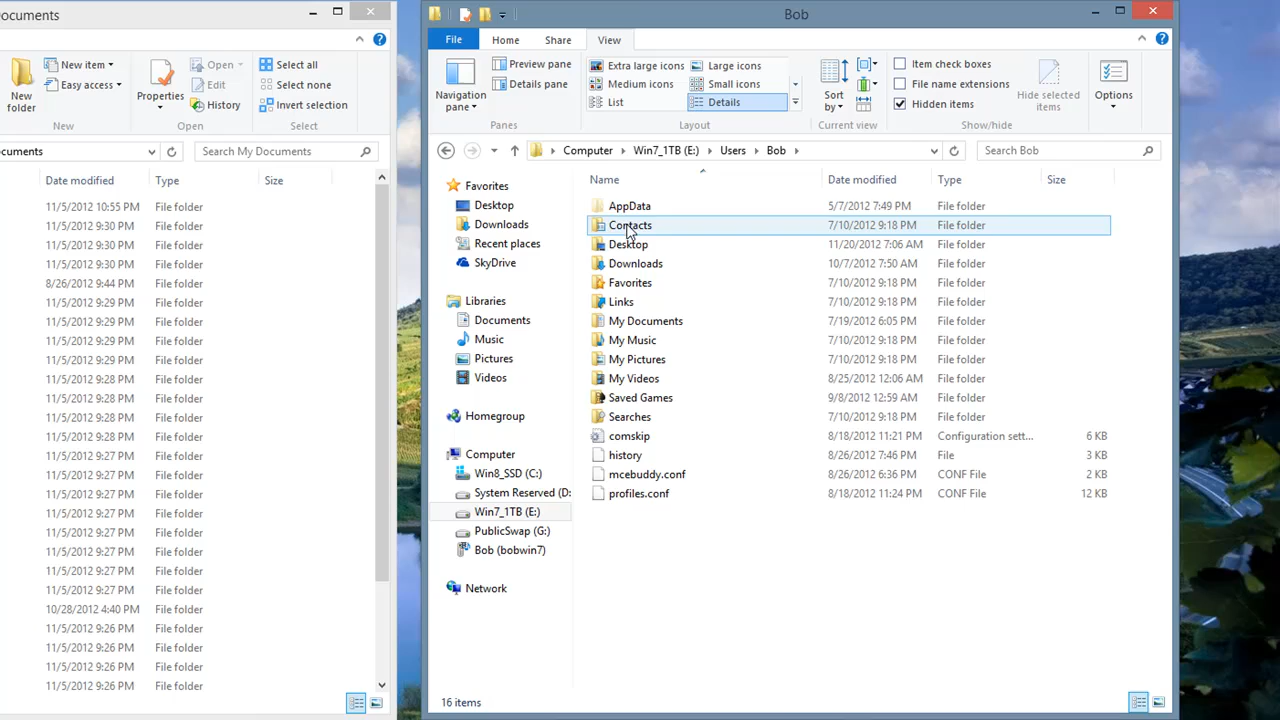 ocuments
New item
Easy access
New folder
New
Properties
Open
Edit
History
Open
Select all
Select none
Invert selection
Select
ocuments
Search My Documents
Date modified Type Size
11/5/2012 10:55 PM File folder
11/5/2012 9:30 PM File folder
11/5/2012 9:30 PM File folder
11/5/2012 9:30 PM File folder
8/26/2012 9:44 PM File folder
11/5/2012 9:29 PM File folder
11/5/2012 9:29 PM File folder
11/5/2012 9:29 PM File folder
11/5/2012 9:29 PM File folder
11/5/2012 9:28 PM File folder
11/5/2012 9:28 PM File folder
11/5/2012 9:28 PM File folder
11/5/2012 9:28 PM File folder
11/5/2012 9:28 PM File folder
11/5/2012 9:28 PM File folder
11/5/2012 9:27 PM File folder
11/5/2012 9:27 PM File folder
11/5/2012 9:27 PM File folder
11/5/2012 9:27 PM File folder
11/5/2012 9:27 PM File folder
11/5/2012 9:27 PM File folder
10/28/2012 4:40 PM File folder
11/5/2012 9:26 PM File folder
11/5/2012 9:26 PM File folder
11/5/2012 9:26 PM File folder
11/5/2012 9:26 PM File folder
Bob
File Home Share View
Navigation pane
Preview pane
Details pane
Panes
Extra large icons Large icons
Medium icons Small icons
List Details
Layout
Sort by
Current view
Item check boxes
File name extensions
Hidden items
Hide selected items
Show/hide
Options
Computer Win7_1TB (E:) Users Bob
Search Bob
Favorites
Desktop
Downloads
Recent places
SkyDrive
Libraries
Documents
Music
Pictures
Videos
Homegroup
Computer
Win8_SSD (C:)
System Reserved (D:
Win7_1TB (E:)
PublicSwap (G:)
Bob (bobwin7)
Network
Name Date modified Type Size
AppData 5/7/2012 7:49 PM File folder
Contacts 7/10/2012 9:18 PM File folder
Desktop 11/20/2012 7:06 AM File folder
Downloads 10/7/2012 7:50 AM File folder
Favorites 7/10/2012 9:18 PM File folder
Links 7/10/2012 9:18 PM File folder
My Documents 7/19/2012 6:05 PM File folder
My Music 7/10/2012 9:18 PM File folder
My Pictures 7/10/2012 9:18 PM File folder
My Videos 8/25/2012 12:06 AM File folder
Saved Games 9/8/2012 12:59 AM File folder
Searches 7/10/2012 9:18 PM File folder
comskip 8/18/2012 11:21 PM Configuration sett... 6 KB
history 8/26/2012 7:46 PM File 3 KB
mcebuddy.conf 8/26/2012 6:36 PM CONF File 2 KB
profiles.conf 8/18/2012 11:24 PM CONF File 12 KB
16 items